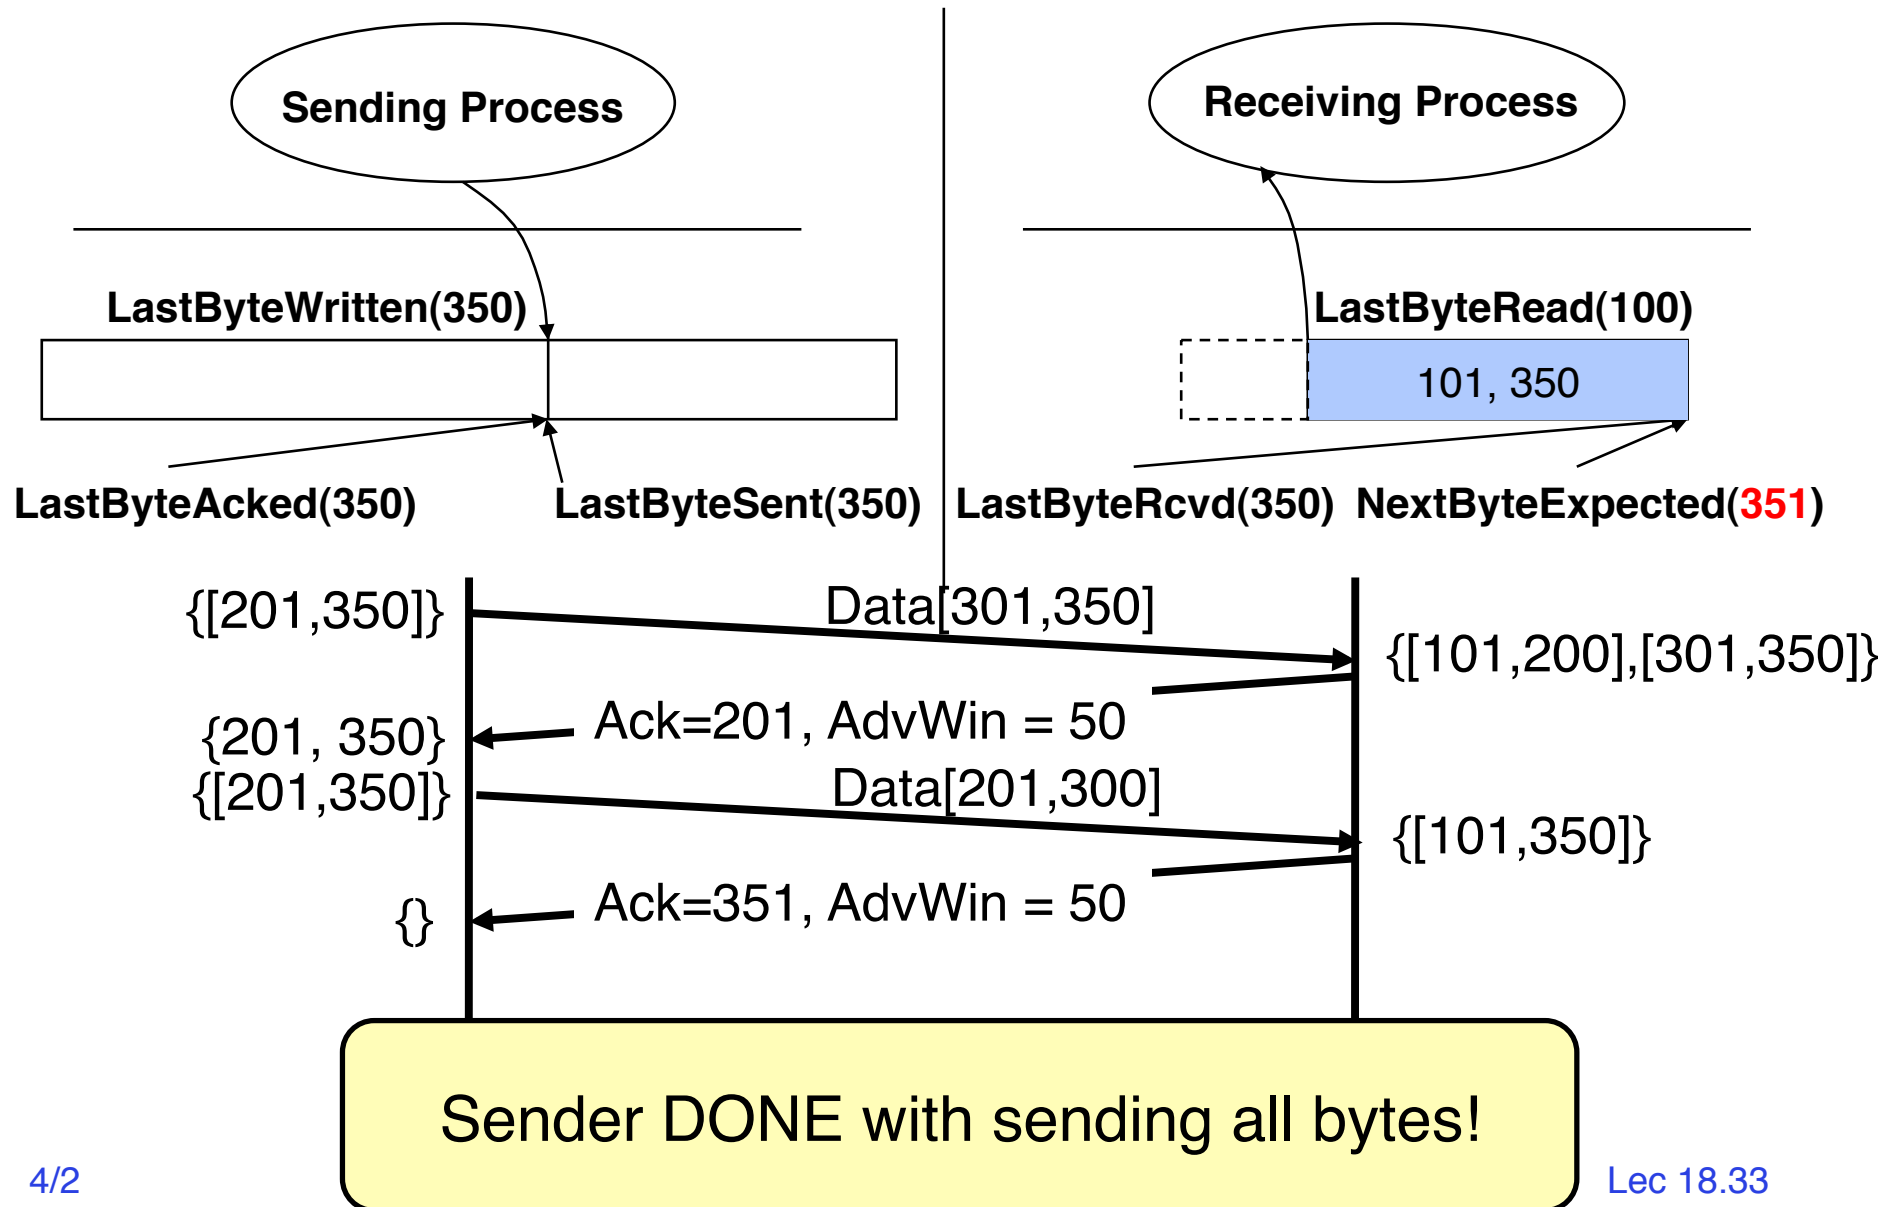 Sending Process
Receiving Process
LastByteWritten(350)
LastByteRead(100)
101, 350
LastByteAcked(350)
LastByteSent(350)
LastByteRcvd(350)
NextByteExpected(351)
{[201,350]}
Data[301,350]
{[101,200],[301,350]}
Ack=201, AdvWin = 50
{201, 350}
{[201,350]}
Data[201,300]
{[101,350]}
Ack=351, AdvWin = 50
{}
Sender DONE with sending all bytes!
4/2
Lec 18.33